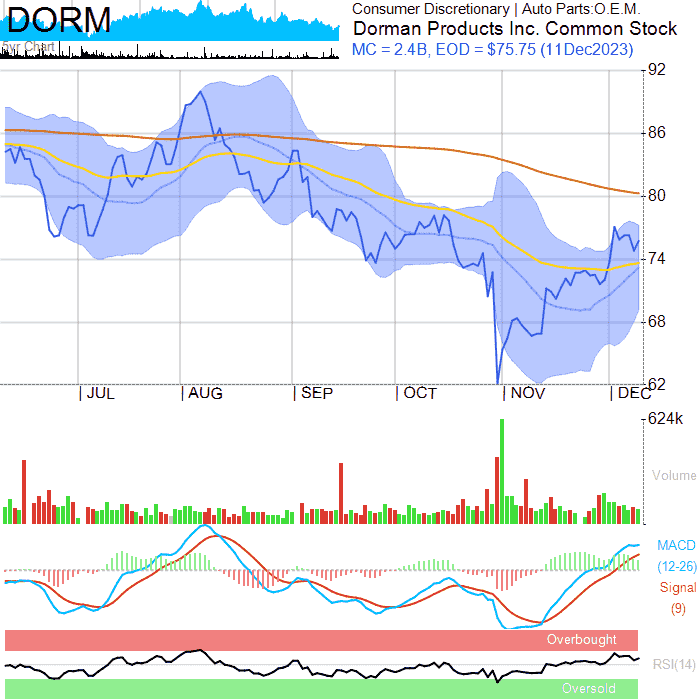 DORM
5yr Chart
Consumer Discretionary | Auto Parts:O.E.M.
Dorman Products Inc. Common Stock
MC = 2.4B, EOD = $75.75 (11Dec2023)
92
86
80
74
68
62
| JUL
| AUG
| SEP
| OCT
| NOV
| DEC
624k
Volume
MACD
(12-26)
Signal
(9)
Overbought
RSI(14)
Oversold